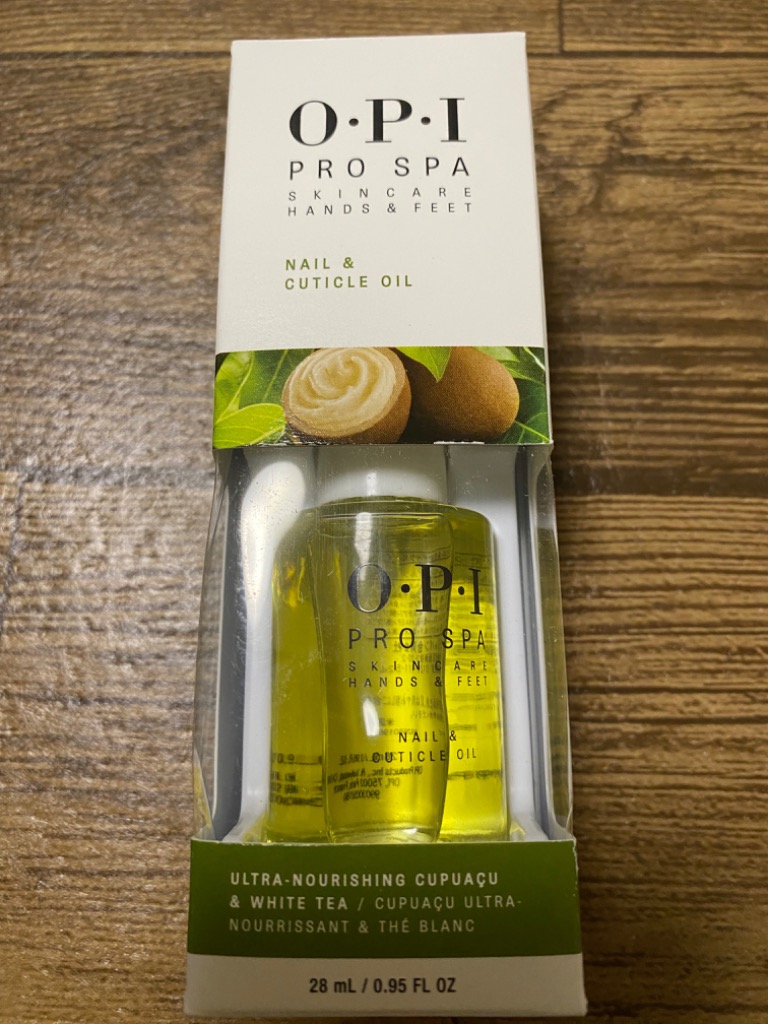 O·P·I
PRO SPA
SKINCARE
HANDS & FEET
NAIL &
CUTICLE OIL
O·P·I
PRO SPA
SKINCARE
HANDS & FEET
NAIL &
CUTICLE OIL
ULTRA-NOURISHING CUPUAÇU
& WHITE TEA / CUPUAÇU ULTRA-
NOURRISSANT & THÉ BLANC
28 mL / 0.95 FL OZ